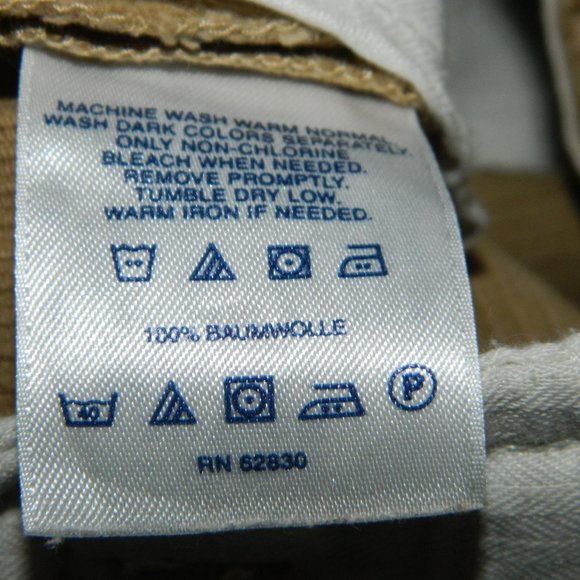 MACHINE WASH WARM NORMAL.
WASH DARK COLORS SEPARATELY.
ONLY NON-CHLORINE
BLEACH WHEN NEEDED.
REMOVE PROMPTLY.
TUMBLE DRY LOW.
WARM IRON IF NEEDED.
100% BAUMWOLLE
40 P
RN 62830